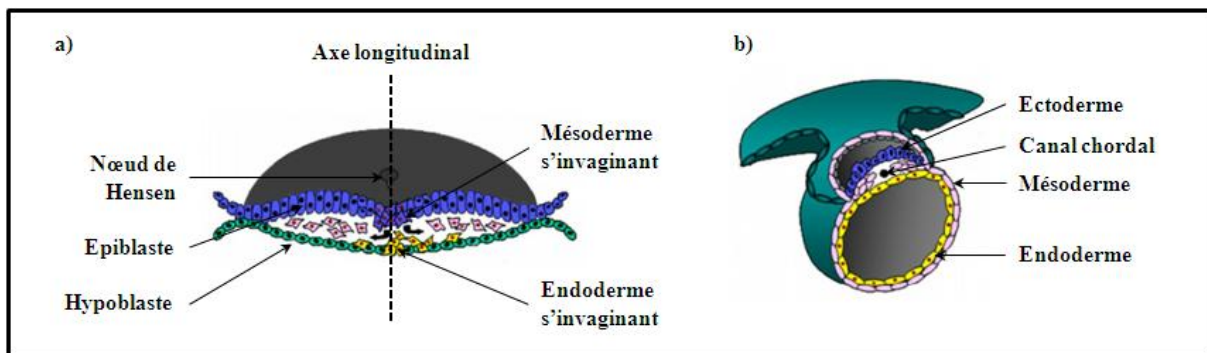 a)
Axe longitudinal
Nœud de
Hensen
Epiblaste
Hypoblaste
Mésoderme
s’invaginant
Endoderme
s’invaginant
b)
Ectoderme
Canal chordal
Mésoderme
Endoderme